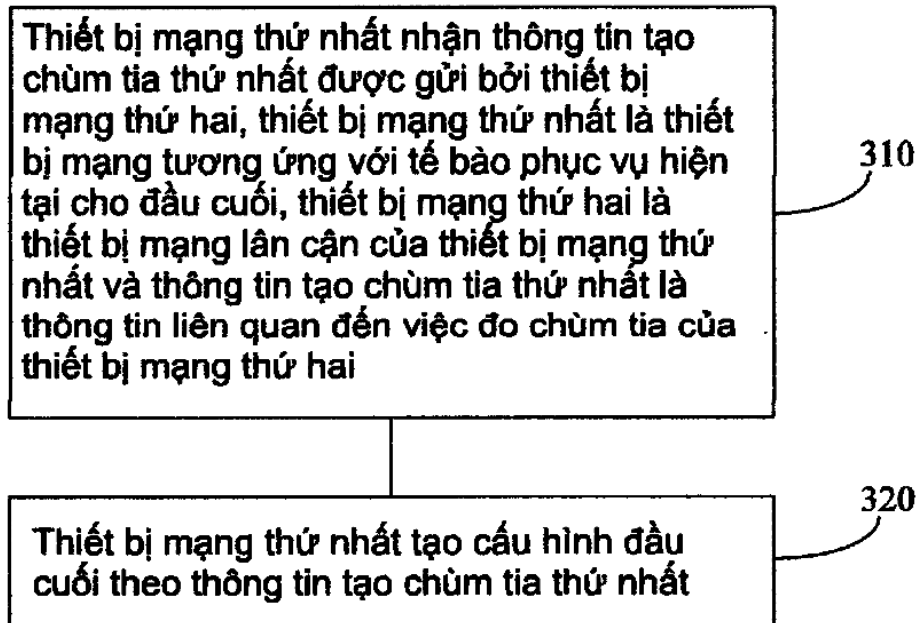 Thiết bị mạng thứ nhất nhận thông tin tạo
chùm tia thứ nhất được gửi bởi thiết bị
mạng thứ hai, thiết bị mạng thứ nhất là thiết
bị mạng tương ứng với tế bào phục vụ hiện
tại cho đầu cuối, thiết bị mạng thứ hai là
thiết bị mạng lân cận của thiết bị mạng thứ
nhất và thông tin tạo chùm tia thứ nhất là
thông tin liên quan đến việc đo chùm tia của
thiết bị mạng thứ hai
310
Thiết bị mạng thứ nhất tạo cấu hình đầu
cuối theo thông tin tạo chùm tia thứ nhất
320